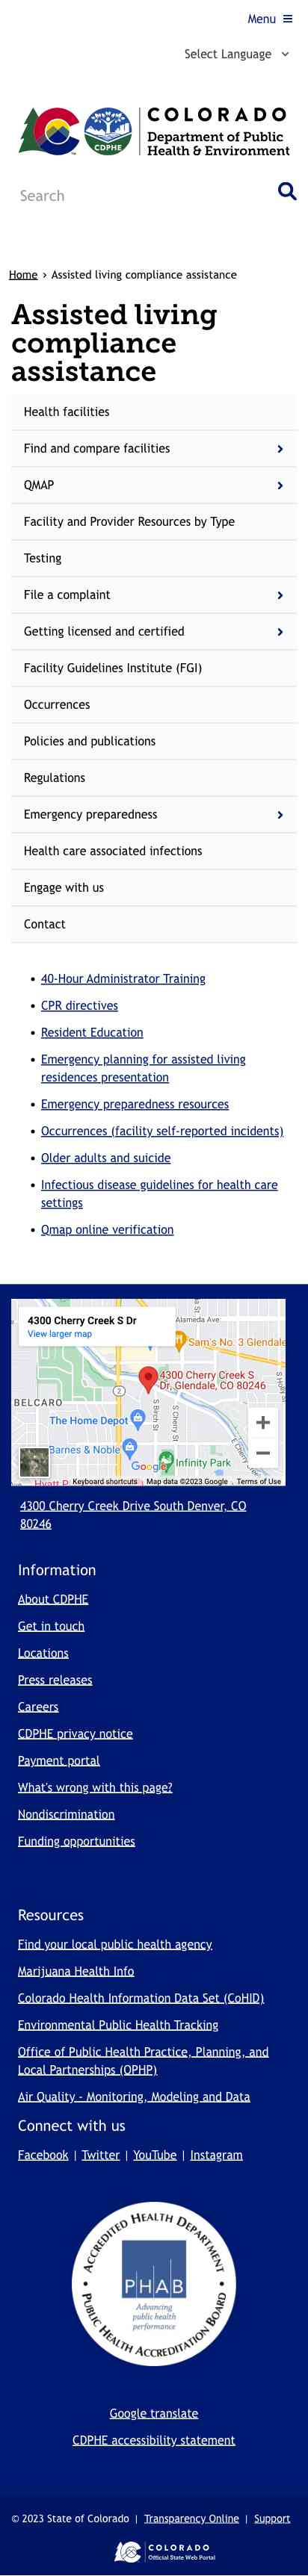 Menu
Select Language
COLORADO
Department of Public
Health & Environment
CDPHE
TM
Search
Home > Assisted living compliance assistance
Assisted living
compliance
assistance
Health facilities
Find and compare facilities
QMAP
Facility and Provider Resources by Type
Testing
File a complaint
Getting licensed and certified
Facility Guidelines Institute (FGI)
Occurrences
Policies and publications
Regulations
Emergency preparedness
Health care associated infections
Engage with us
Contact
• 40-Hour Administrator Training
• CPR directives
• Resident Education
• Emergency planning for assisted living
residences presentation
• Emergency preparedness resources
• Occurrences (facility self-reported incidents)
• Older adults and suicide
• Infectious disease guidelines for health care
settings
• Qmap online verification
4300 Cherry Creek S Dr
View larger map
Alameda Ave
Sam's No. 3 Glendale
4300 Cherry Creek S
Dr, Glendale, CO 80246
BELCARO
2
S Birch St
S Cherry St
The Home Depot
Barnes & Noble
Infinity Park
Google
Hyatt P
Keyboard shortcuts
Map data ©2023 Google
Terms of Use
4300 Cherry Creek Drive South Denver, CO
80246
Information
About CDPHE
Get in touch
Locations
Press releases
Careers
CDPHE privacy notice
Payment portal
What's wrong with this page?
Nondiscrimination
Funding opportunities
Resources
Find your local public health agency
Marijuana Health Info
Colorado Health Information Data Set (CoHID)
Environmental Public Health Tracking
Office of Public Health Practice, Planning, and
Local Partnerships (OPHP)
Air Quality - Monitoring, Modeling and Data
Connect with us
Facebook | Twitter | YouTube | Instagram
ACCREDITED HEALTH DEPARTMENT
PHAB
Advancing
public health
performance
PUBLIC HEALTH ACCREDITATION BOARD
Google translate
CDPHE accessibility statement
© 2023 State of Colorado | Transparency Online | Support
COLORADO
Official State Web Portal